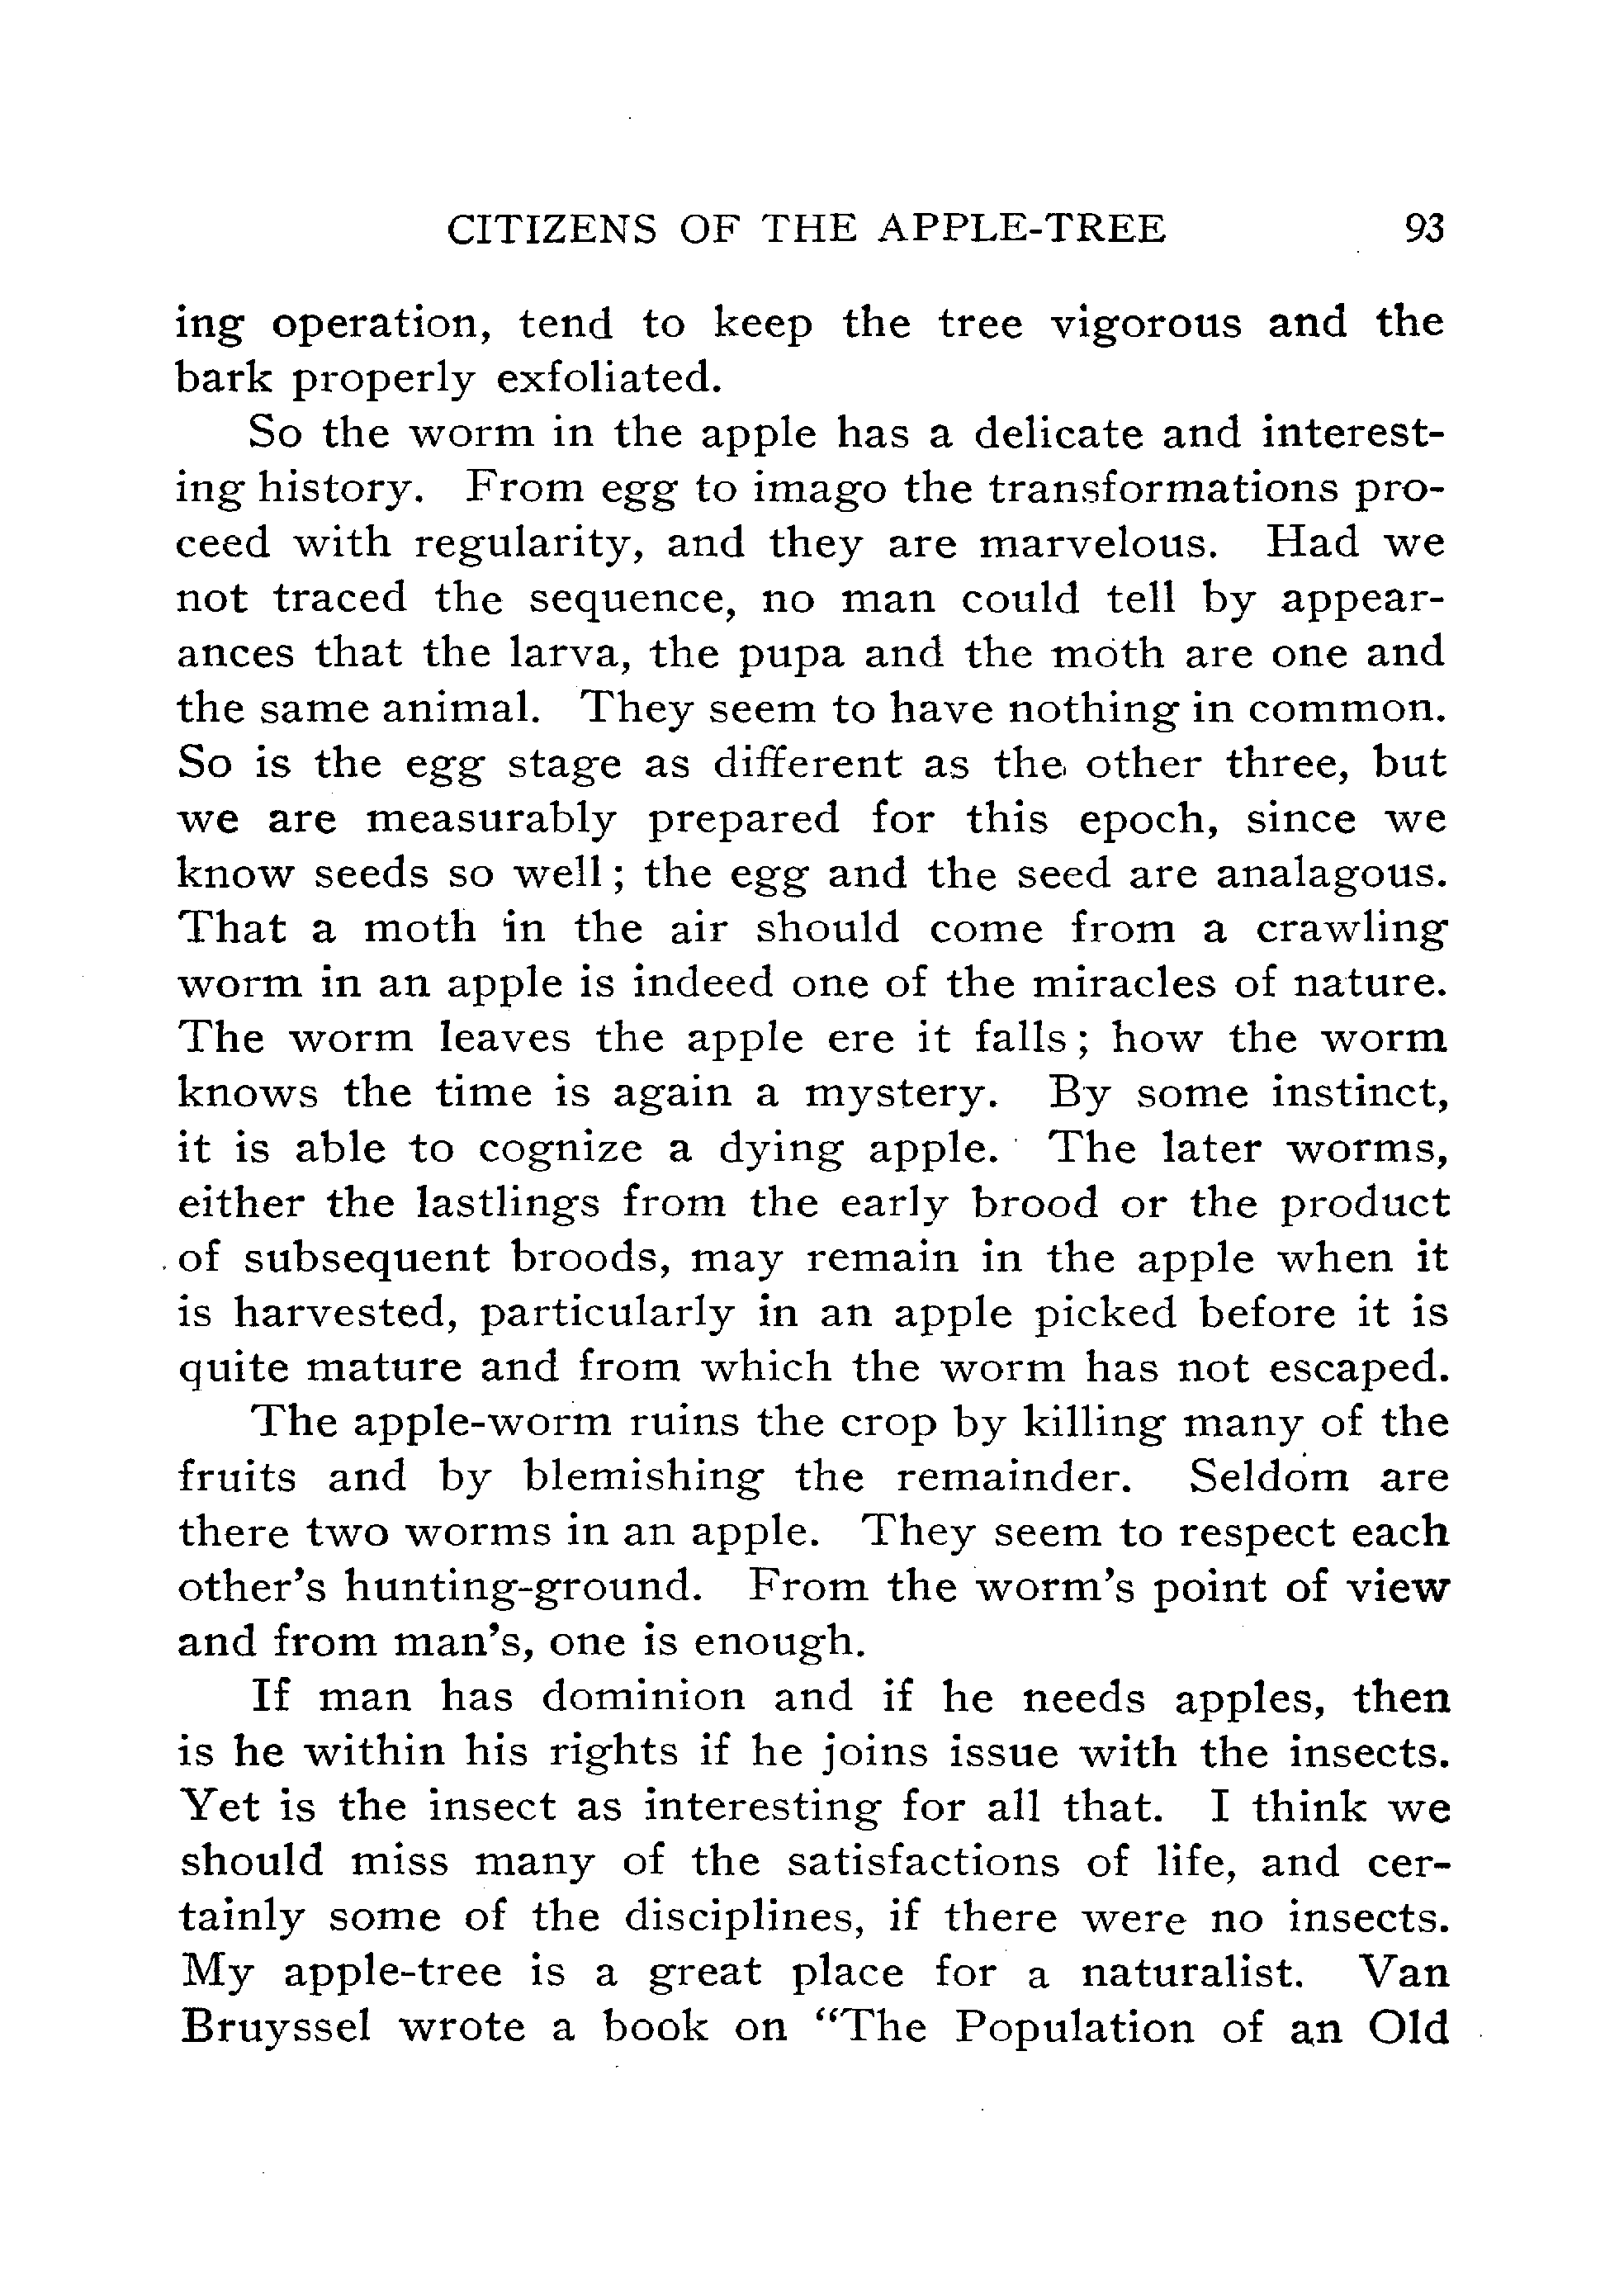 CITIZENS OF THE APPLE-TREE 93
ing operation, tend to keep the tree vigorous and the
bark properly exfoliated.
So the worm in the apple has a delicate and interest-
ing history. From egg to imago the transformations pro-
ceed with regularity, and they are marvelous. Had we
not traced the sequence, no man could tell by appear-
ances that the larva, the pupa and the moth are one and
the same animal. They seem to have nothing in common.
So is the egg stage as different as the other three, but
we are measurably prepared for this epoch, since we
know seeds so well; the egg and the seed are analagous.
That a moth in the air should come from a crawling
worm in an apple is indeed one of the miracles of nature.
The worm leaves the apple ere it falls; how the worm
knows the time is again a mystery. By some instinct,
it is able to cognize a dying apple. The later worms,
either the lastlings from the early brood or the product
of subsequent broods, may remain in the apple when it
is harvested, particularly in an apple picked before it is
quite mature and from which the worm has not escaped.
The apple-worm ruins the crop by killing many of the
fruits and by blemishing the remainder. Seldom are
there two worms in an apple. They seem to respect each
other's hunting-ground. From the worm's point of view
and from man's, one is enough.
If man has dominion and if he needs apples, then
is he within his rights if he joins issue with the insects.
Yet is the insect as interesting for all that. I think we
should miss many of the satisfactions of life, and cer-
tainly some of the disciplines, if there were no insects.
My apple-tree is a great place for a naturalist. Van
Bruyssel wrote a book on "The Population of an Old